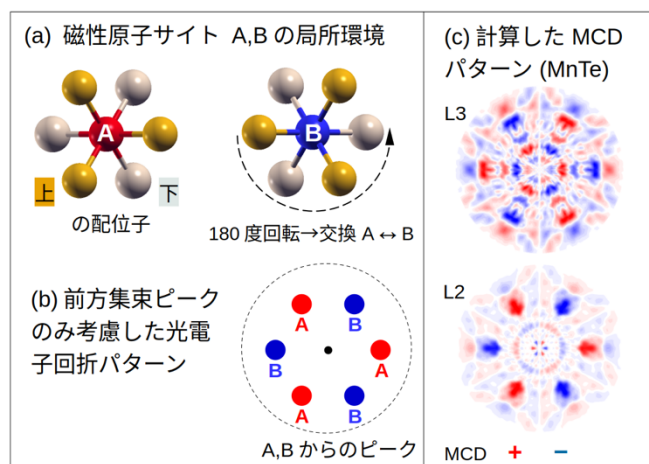 (a) 磁性原子サイト A,B の局所環境
A
B
上
下
の配位子
180 度回転→交換 A ↔ B
(b) 前方集束ピーク
のみ考慮した光電
子回折パターン
A
B
B
A
A
B
A,B からのピーク
(c) 計算した MCD
パターン (MnTe)
L3
L2
MCD + −